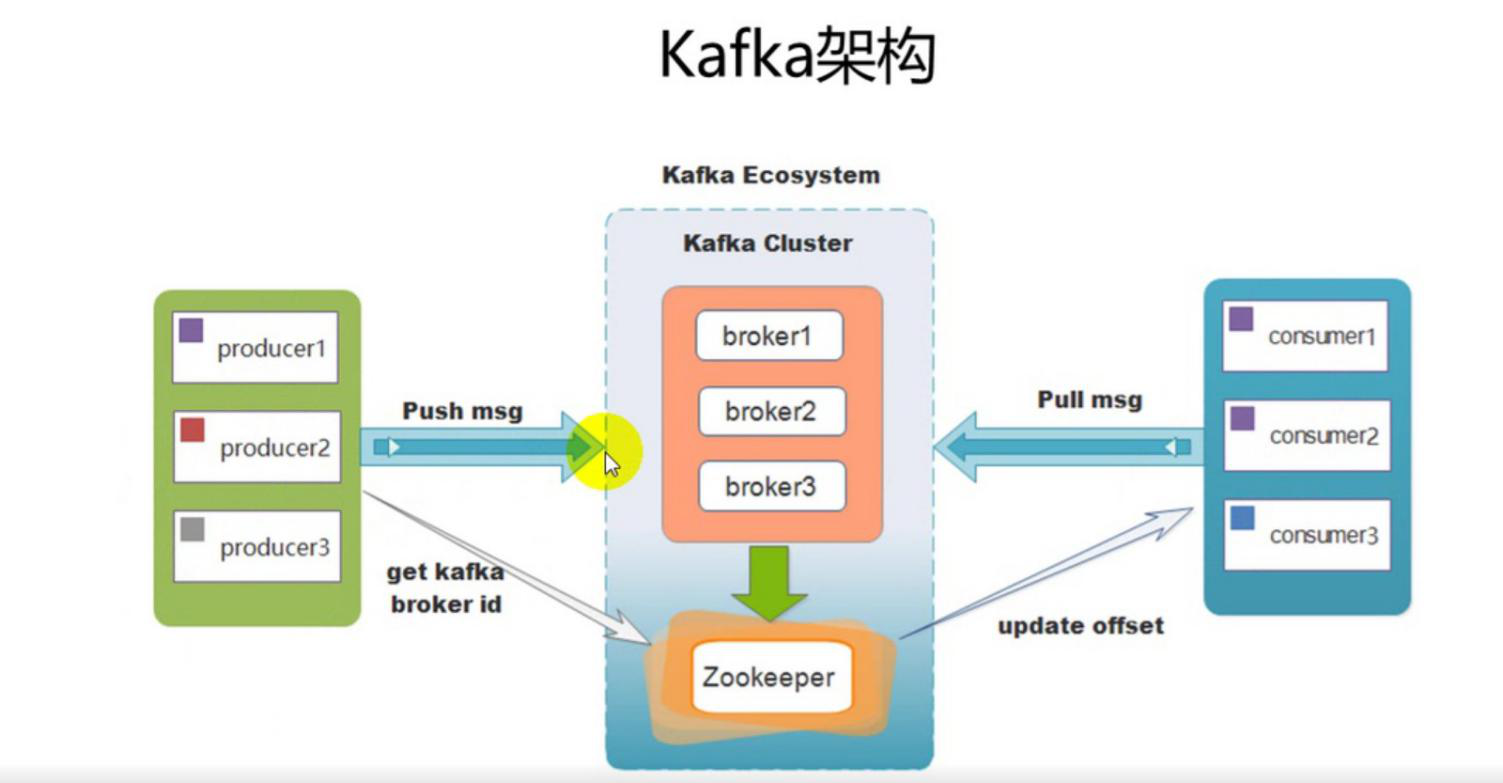 Kafka架构
Kafka Ecosystem
Kafka Cluster
producer1
producer2
producer3
Push msg
get kafka
broker id
broker1
broker2
broker3
Zookeeper
Pull msg
update offset
consumer1
consumer2
consumer3